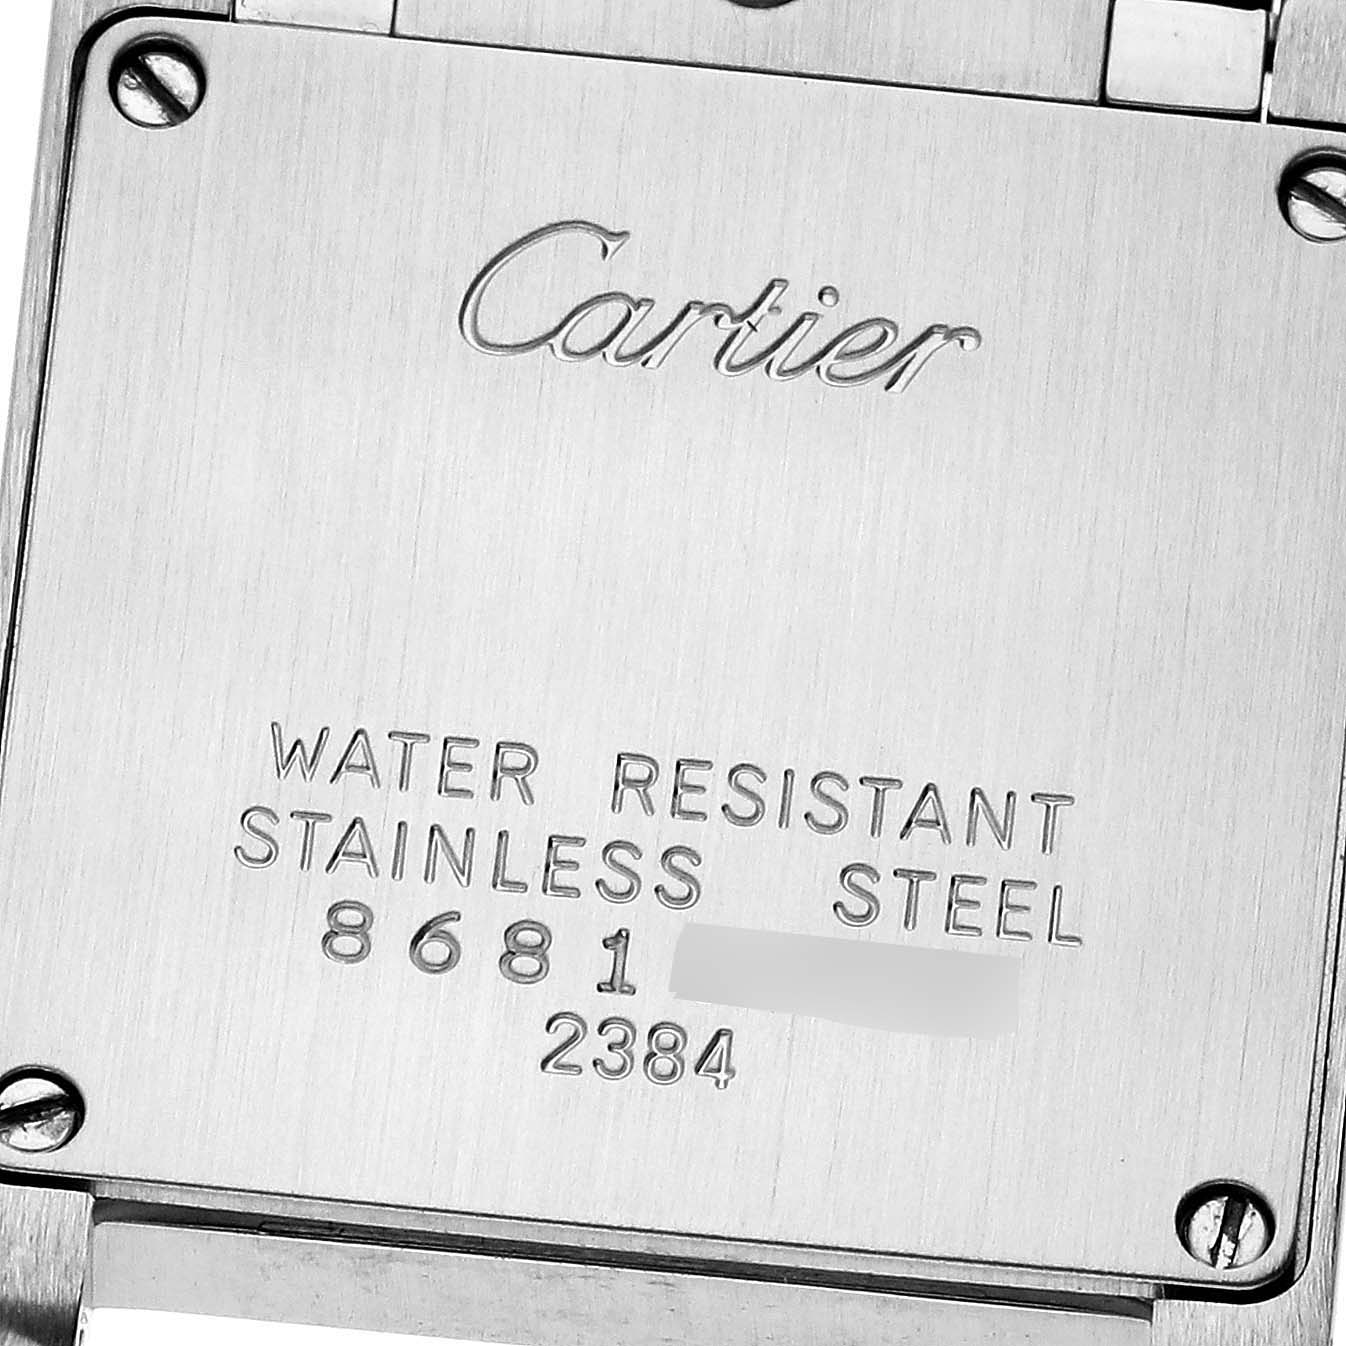 Cartier
WATER RESISTANT
STAINLESS STEEL
8681
2384